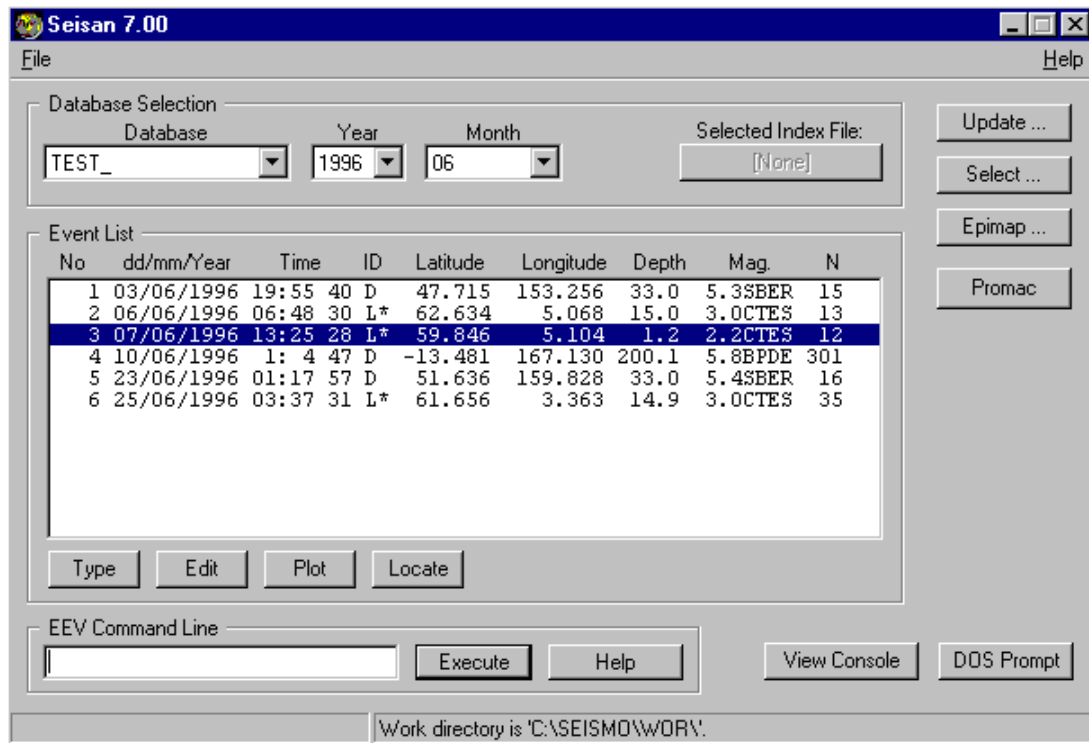 Seisan 7.00
File Help
Database Selection
Database Year Month Selected Index File:
TEST_ 1996 06 [None]
Update ...
Select ...
Epimap ...
Promac
Event List
No dd/mm/Year Time ID Latitude Longitude Depth Mag. N
1 03/06/1996 19:55 40 D 47.715 153.256 33.0 5.3SBER 15
2 06/06/1996 06:48 30 L* 62.634 5.068 15.0 3.0CTES 13
3 07/06/1996 13:25 28 L* 59.846 5.104 1.2 2.2CTES 12
4 10/06/1996 1: 4 47 D -13.481 167.130 200.1 5.8BPDE 301
5 23/06/1996 01:17 57 D 51.636 159.828 33.0 5.4SBER 16
6 25/06/1996 03:37 31 L* 61.656 3.363 14.9 3.0CTES 35
Type Edit Plot Locate
EEV Command Line
Execute Help View Console DOS Prompt
Work directory is 'C:\SEISMO\WOR\'.